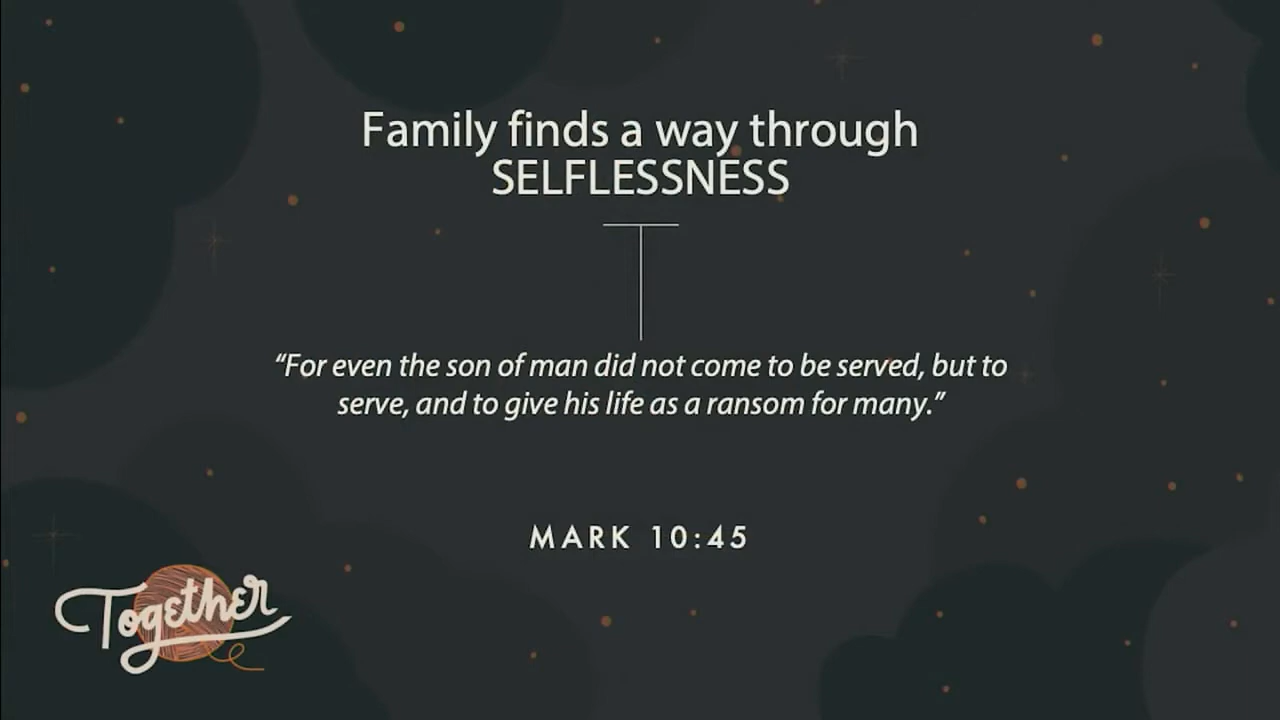 Family finds a way through
SELFLESSNESS
“For even the son of man did not come to be served, but to
serve, and to give his life as a ransom for many.”
MARK 10:45
Together